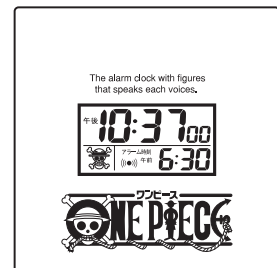 The alarm clock with figures
that speaks each voices.
午後 10:37 00
アラーム時刻
午前 6:30
ワンピース
ONE PIECE